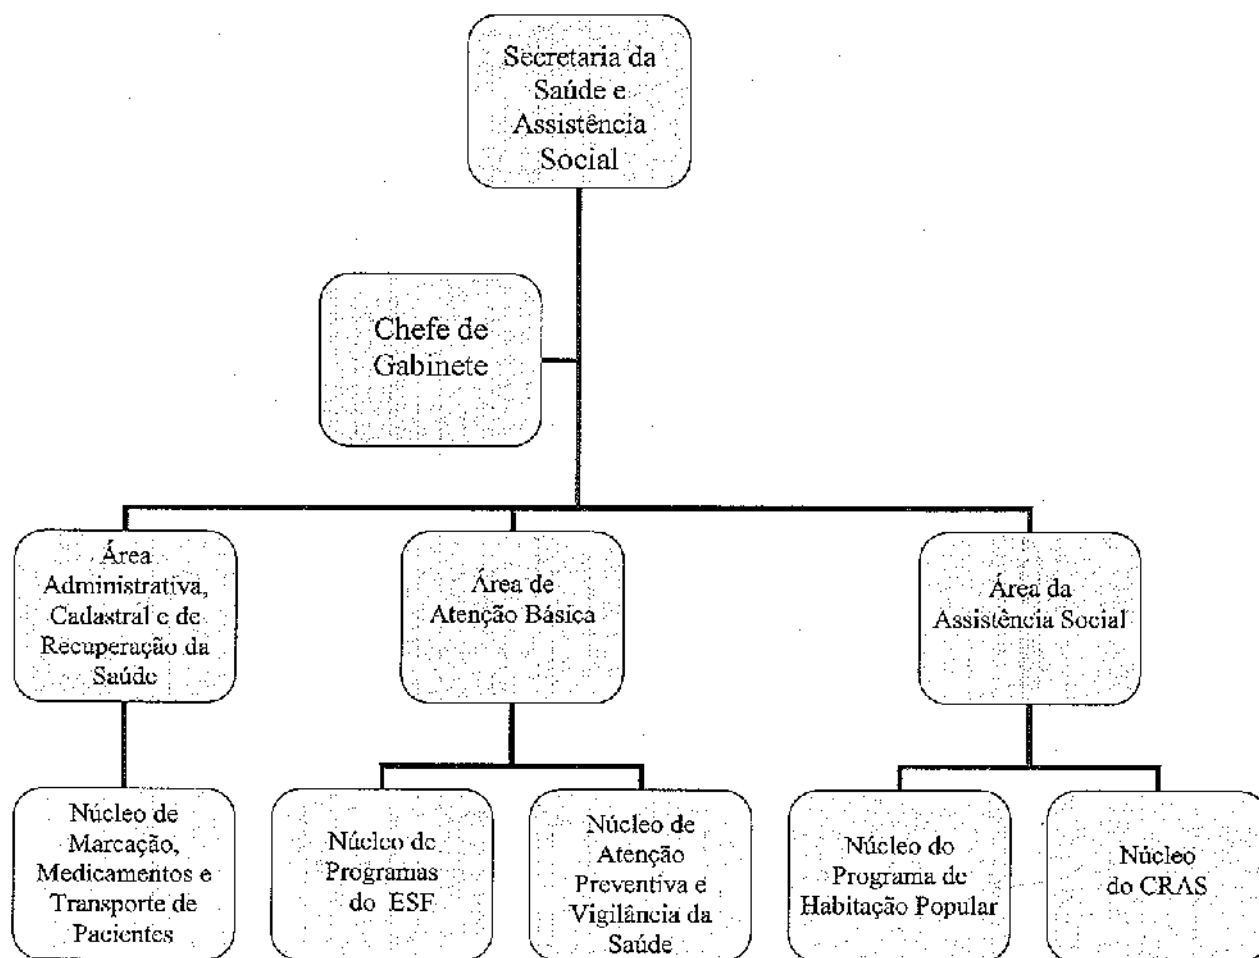 Secretaria da
Saúde e
Assistência
Social
Chefe de
Gabinete
Área
Administrativa,
Cadastral e de
Recuperação da
Saúde
Área de
Atenção Básica
Área da
Assistência Social
Núcleo de
Marcação,
Medicamentos e
Transporte de
Pacientes
Núcleo de
Programas
do ESF
Núcleo de
Atenção
Preventiva e
Vigilância da
Saúde
Núcleo do
Programa de
Habitação Popular
Núcleo
do CRAS